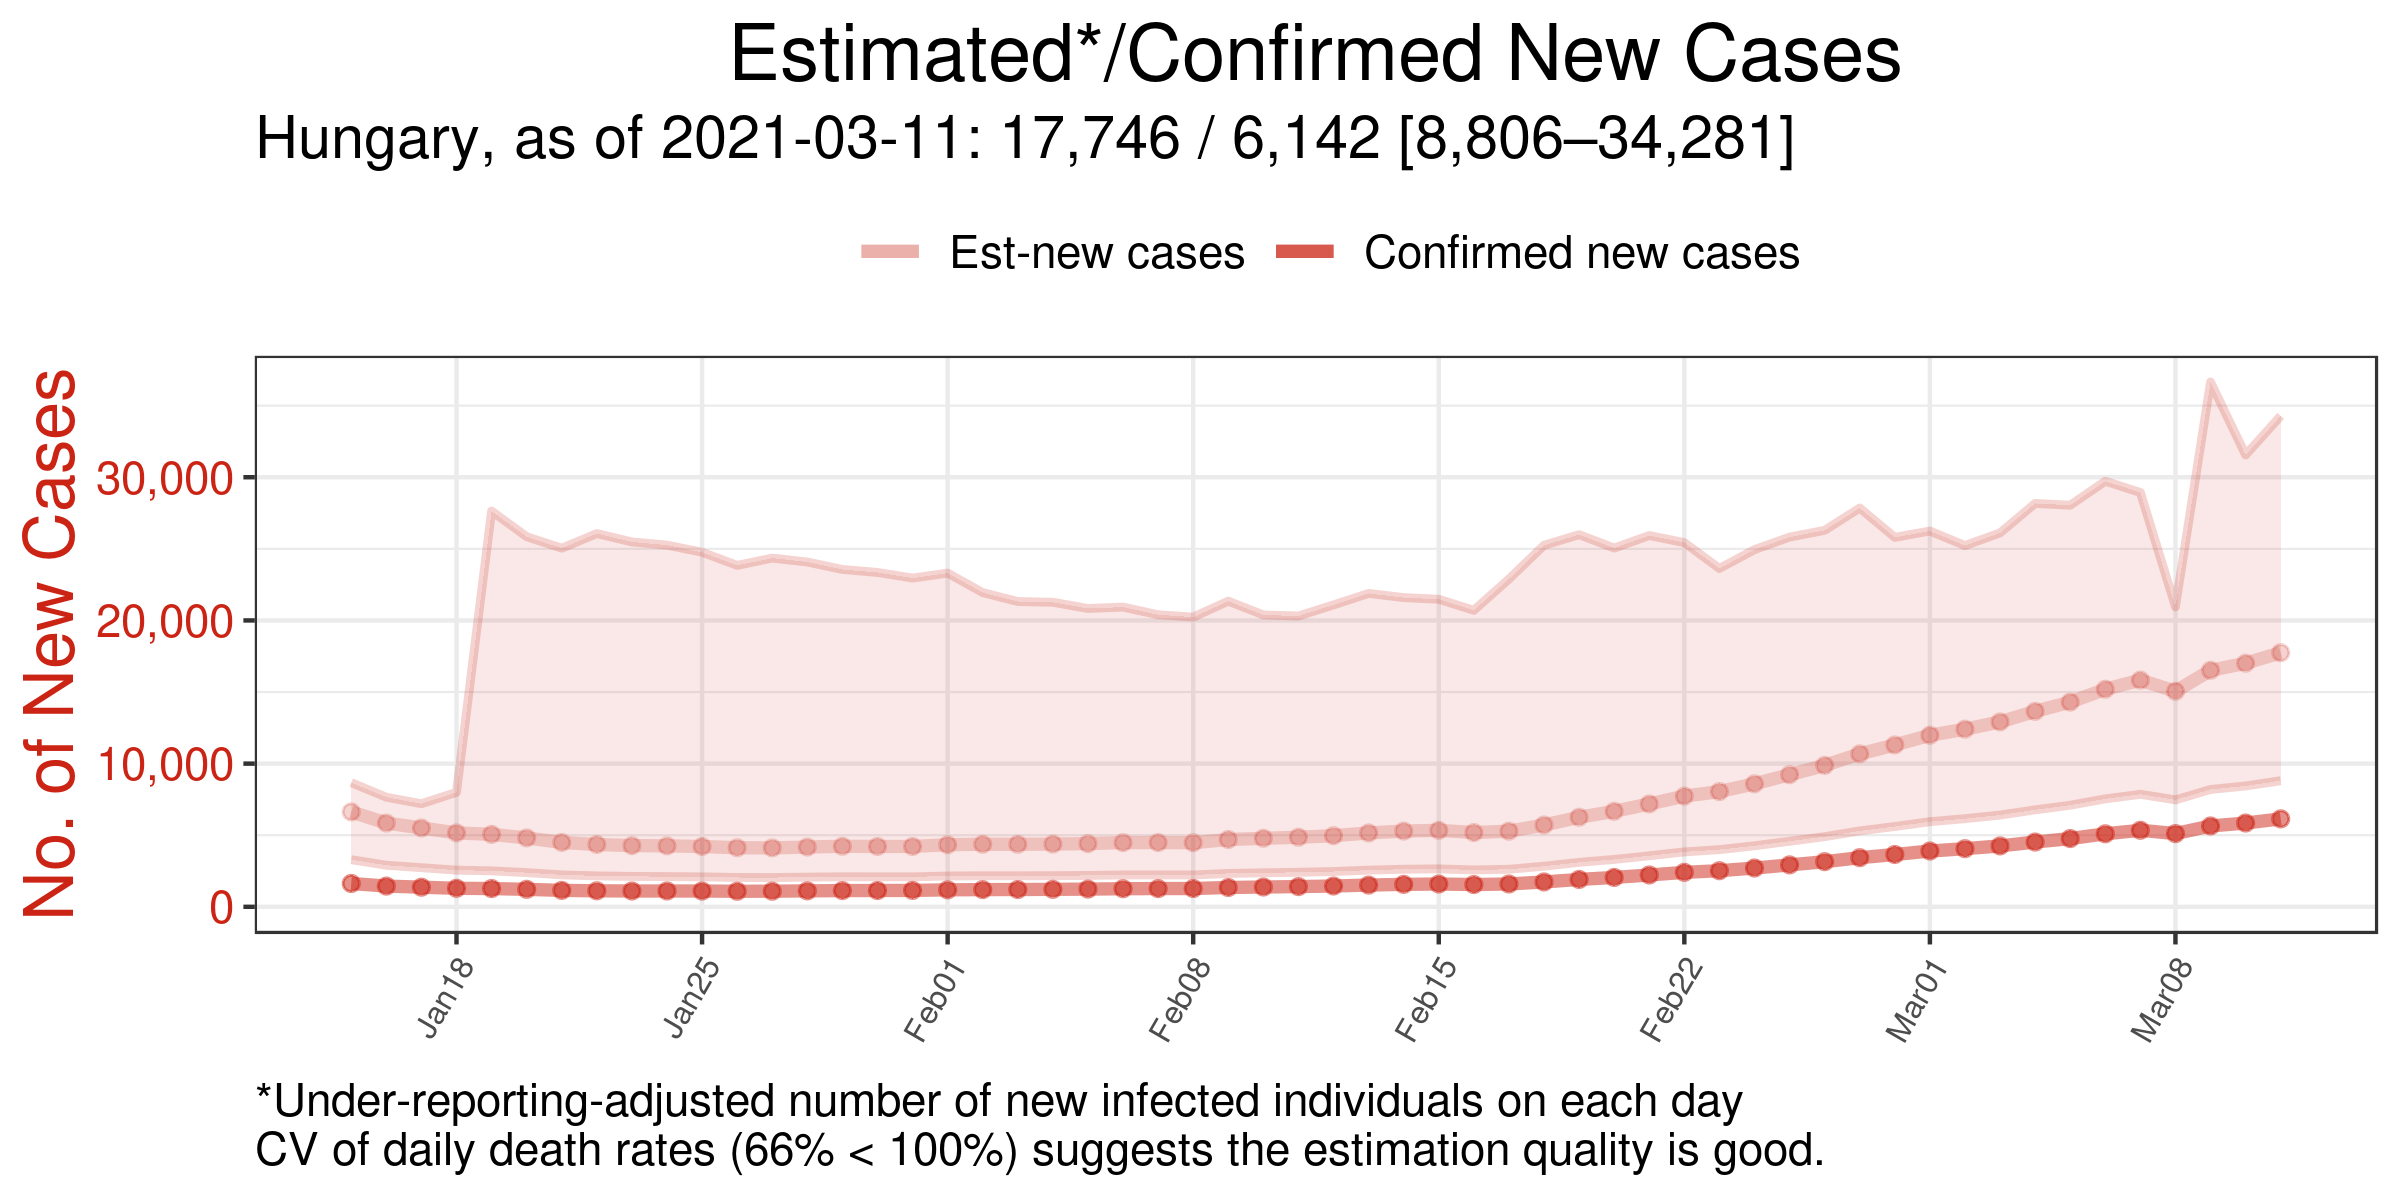 Estimated*/Confirmed New Cases
Hungary, as of 2021-03-11: 17,746 / 6,142 [8,806–34,281]
Est-new cases Confirmed new cases
No. of New Cases
30,000
20,000
10,000
0
Jan18 Jan25 Feb01 Feb08 Feb15 Feb22 Mar01 Mar08
*Under-reporting-adjusted number of new infected individuals on each day
CV of daily death rates (66% < 100%) suggests the estimation quality is good.